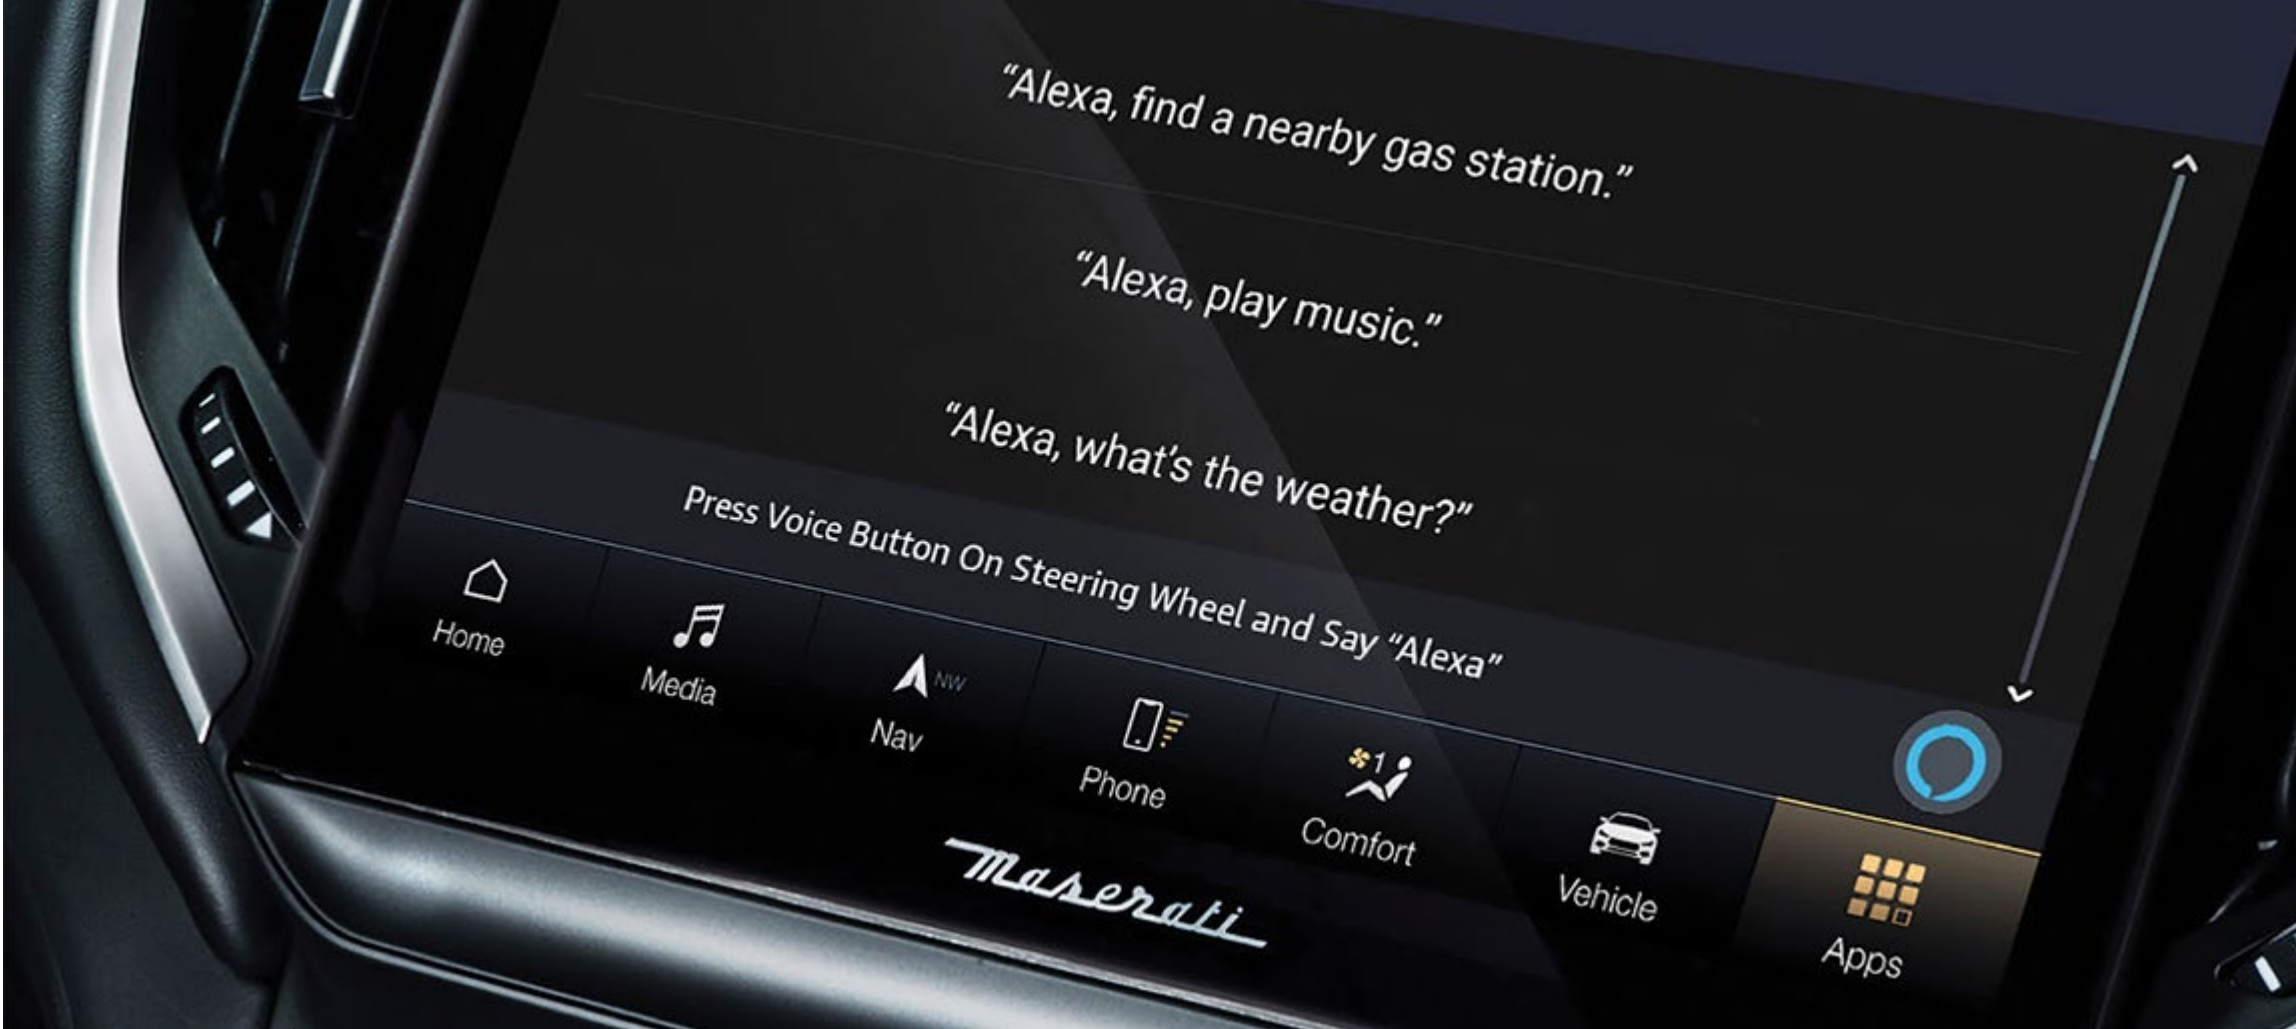 “Alexa, find a nearby gas station.”
“Alexa, play music.”
“Alexa, what’s the weather?”
Press Voice Button On Steering Wheel and Say “Alexa”
Home
Media
NW
Nav
Phone
1
Comfort
Vehicle
Apps
Maserati